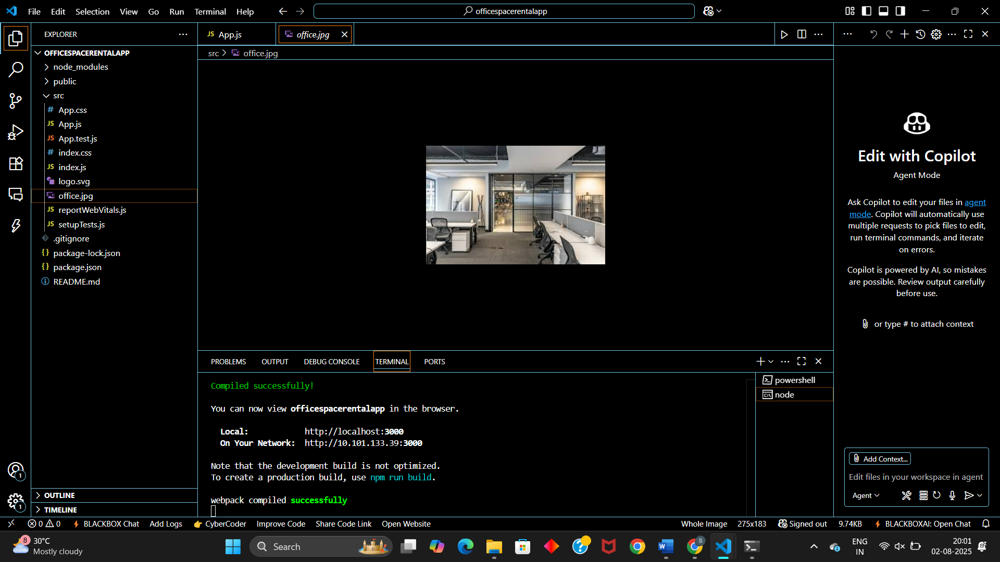 File Edit Selection View Go Run Terminal Help
officespacerentalapp
EXPLORER
OFFICESPACERENTALAPP
node_modules
public
src
# App.css
JS App.js
JS App.test.js
# index.css
JS index.js
logo.svg
office.jpg
JS reportWebVitals.js
JS setupTests.js
.gitignore
{} package-lock.json
{} package.json
README.md
OUTLINE
TIMELINE
JS App.js
office.jpg
src > office.jpg
PROBLEMS OUTPUT DEBUG CONSOLE TERMINAL PORTS
Compiled successfully!
You can now view officespacerentalapp in the browser.
Local: http://localhost:3000
On Your Network: http://10.101.133.39:3000
Note that the development build is not optimized.
To create a production build, use npm run build.
webpack compiled successfully
powershell
node
Edit with Copilot
Agent Mode
Ask Copilot to edit your files in agent
mode. Copilot will automatically use
multiple requests to pick files to edit,
run terminal commands, and iterate
on errors.
Copilot is powered by AI, so mistakes
are possible. Review output carefully
before use.
or type # to attach context
Add Context...
Edit files in your workspace in agent
Agent
1
1
0 0 BLACKBOX Chat Add Logs CyberCoder Improve Code Share Code Link Open Website Whole Image 275x183 Signed out 9.74KB BLACKBOXAI: Open Chat
8
30°C
Mostly cloudy
Search
S
ENG
IN
20:01
02-08-2025